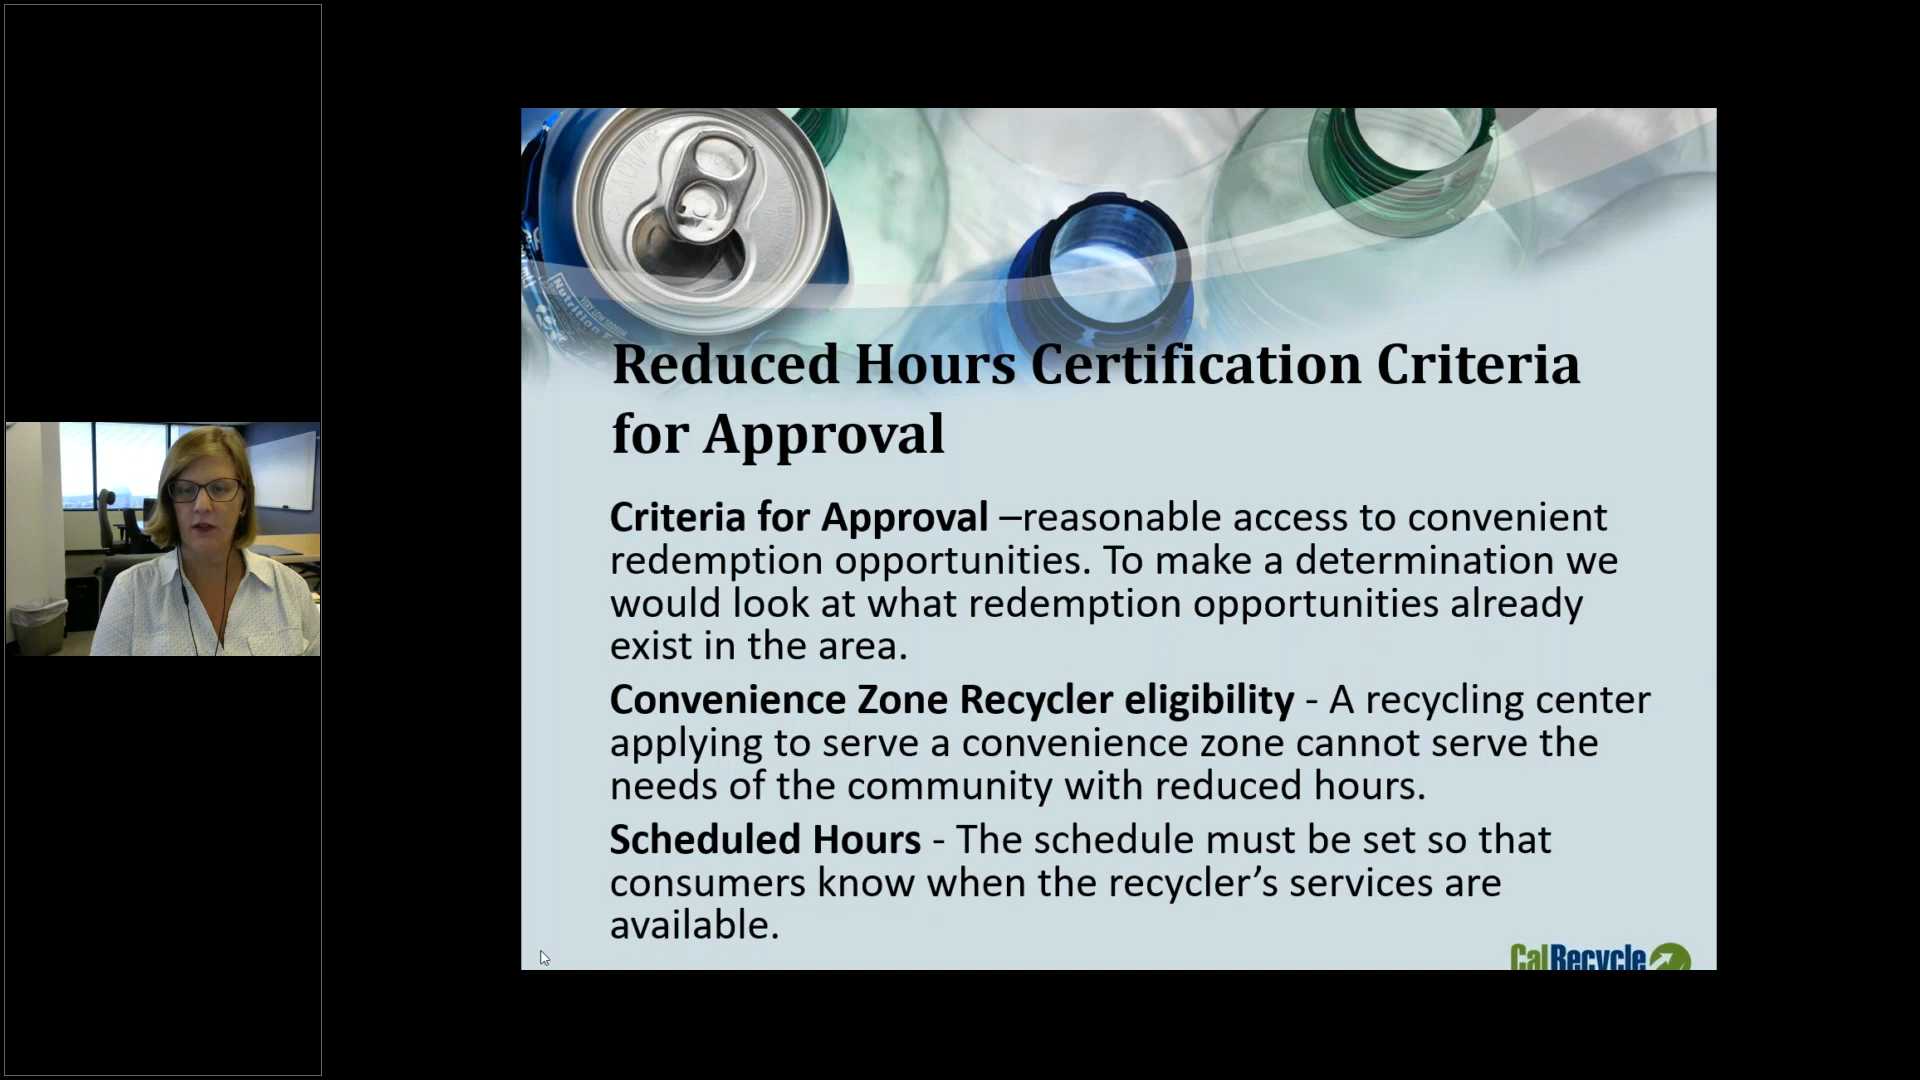 Nutrition F
Reduced Hours Certification Criteria
for Approval
Criteria for Approval –reasonable access to convenient
redemption opportunities. To make a determination we
would look at what redemption opportunities already
exist in the area.
Convenience Zone Recycler eligibility - A recycling center
applying to serve a convenience zone cannot serve the
needs of the community with reduced hours.
Scheduled Hours - The schedule must be set so that
consumers know when the recycler’s services are
available.
CalRecycle